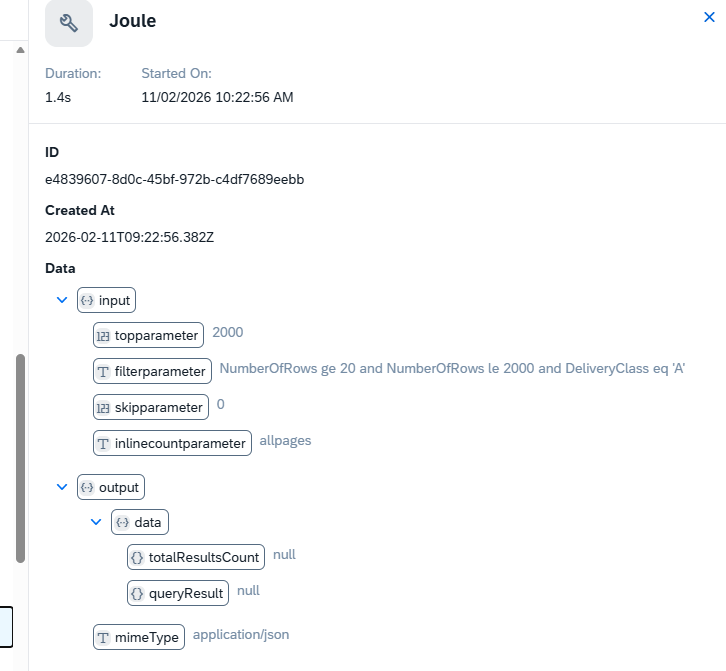 Joule
Duration: Started On:
1.4s 11/02/2026 10:22:56 AM
ID
e4839607-8d0c-45bf-972b-c4df7689eebb
Created At
2026-02-11T09:22:56.382Z
Data
input
123 topparameter 2000
T filterparameter NumberOfRows ge 20 and NumberOfRows le 2000 and DeliveryClass eq 'A'
123 skipparameter 0
T inlinecountparameter allpages
output
data
{} totalResultsCount null
{} queryResult null
T mimeType application/json